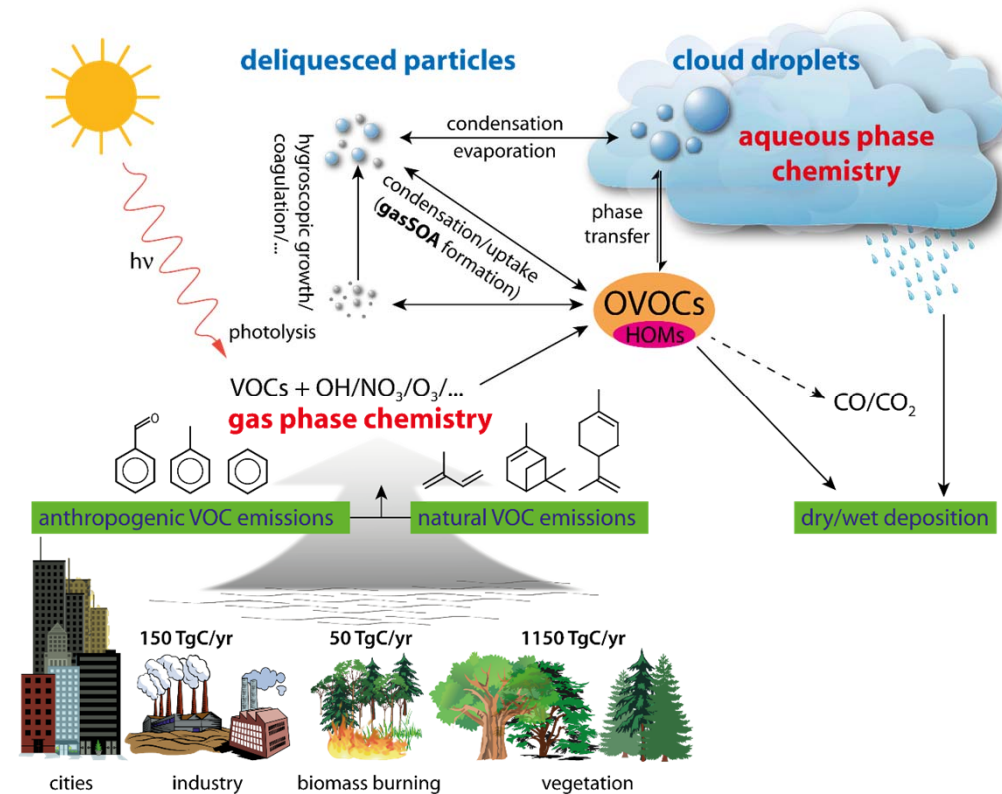 deliquesced particles
cloud droplets
condensation
evaporation
aqueous phase
chemistry
hygroscopic growth/
coagulation/...
condensation/uptake
(gasSOA formation)
phase
transfer
hν
photolysis
OVOCs
HOMs
VOCs + OH/NO₃/O₃/...
gas phase chemistry
CO/CO₂
O
anthropogenic VOC emissions
natural VOC emissions
dry/wet deposition
150 TgC/yr
50 TgC/yr
1150 TgC/yr
cities
industry
biomass burning
vegetation